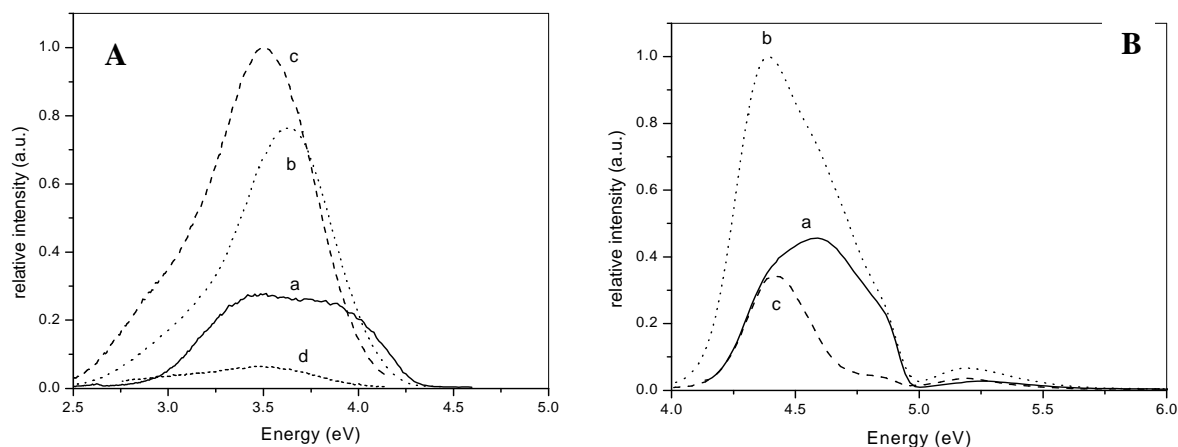 A
c
b
a
d
1.0
0.8
0.6
0.4
0.2
0.0
2.5 3.0 3.5 4.0 4.5 5.0
Energy (eV)
relative intensity (a.u.)
B
b
a
c
1.0
0.8
0.6
0.4
0.2
0.0
4.0 4.5 5.0 5.5 6.0
Energy (eV)
relative intensity (a.u.)